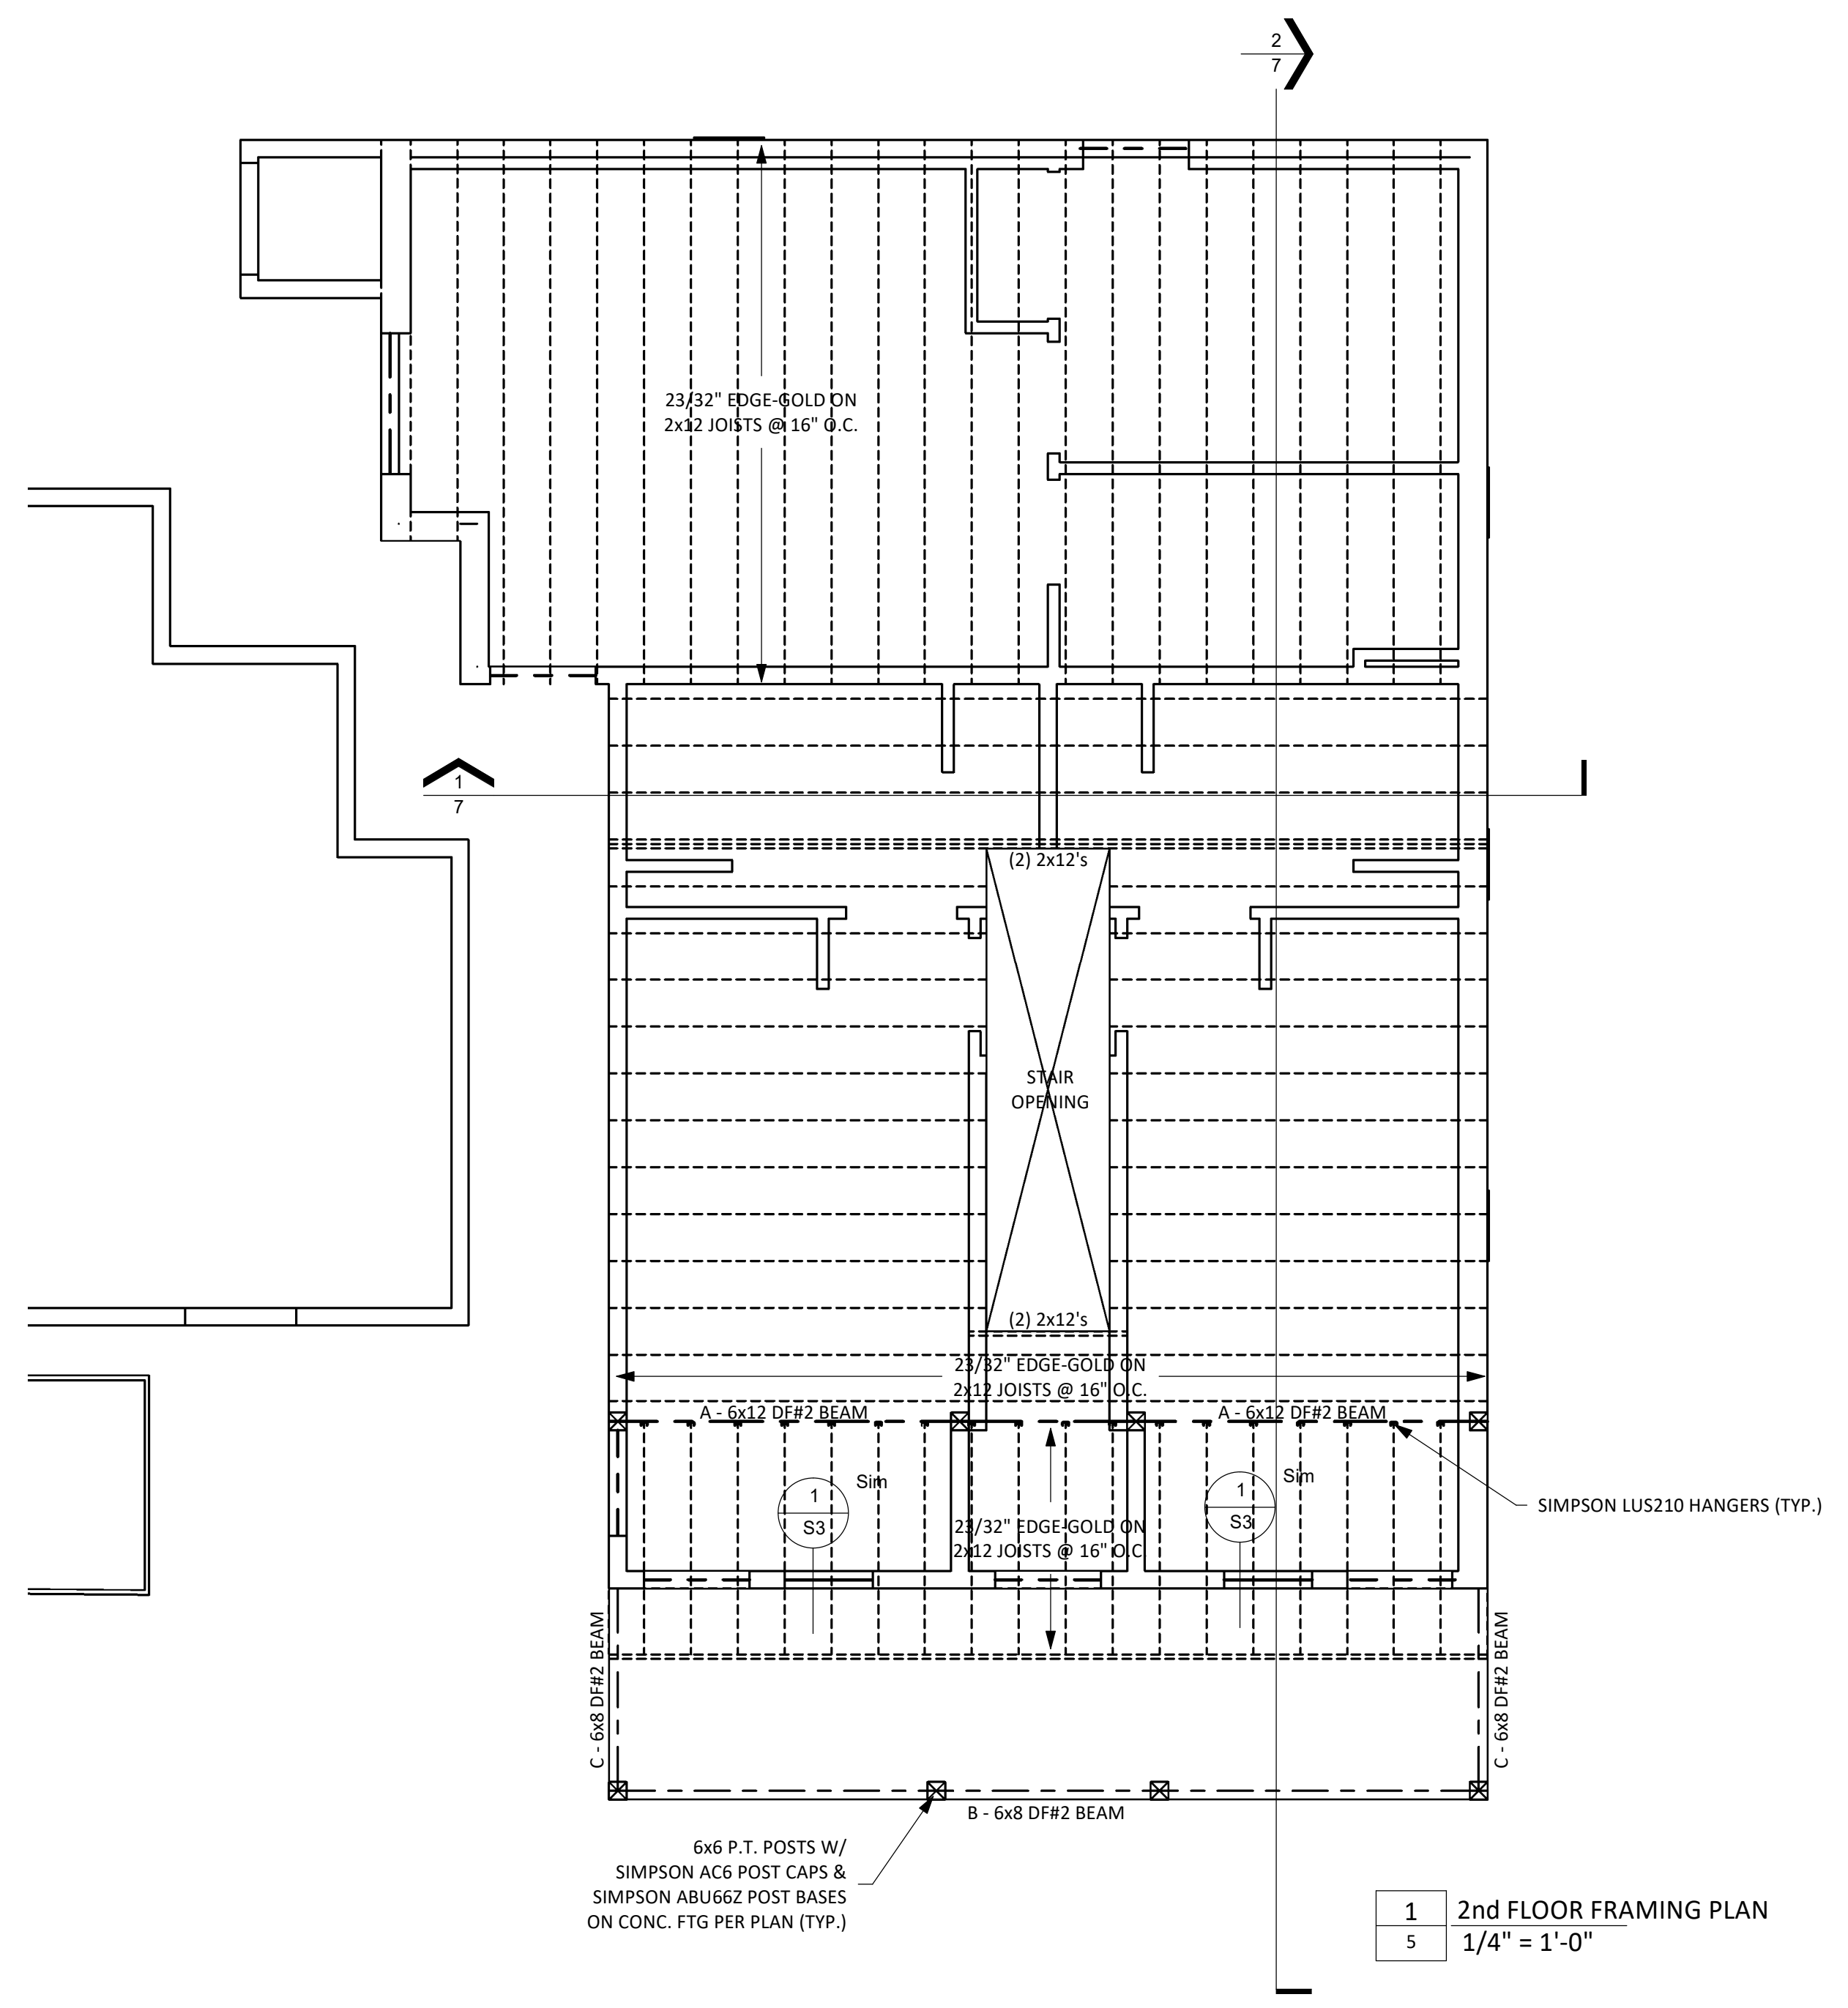 2
7
23/32" EDGE-GOLD ON
2x12 JOISTS @ 16" O.C.
1
7
(2) 2x12's
STAIR
OPENING
(2) 2x12's
23/32" EDGE-GOLD ON
2x12 JOISTS @ 16" O.C.
A - 6x12 DF#2 BEAM
A - 6x12 DF#2 BEAM
1
S3
Sim
1
S3
Sim
SIMPSON LUS210 HANGERS (TYP.)
23/32" EDGE-GOLD ON
2x12 JOISTS @ 16" O.C.
C - 6x8 DF#2 BEAM
C - 6x8 DF#2 BEAM
B - 6x8 DF#2 BEAM
6x6 P.T. POSTS W/
SIMPSON AC6 POST CAPS &
SIMPSON ABU66Z POST BASES
ON CONC. FTG PER PLAN (TYP.)
1
5
2nd FLOOR FRAMING PLAN
1/4" = 1'-0"